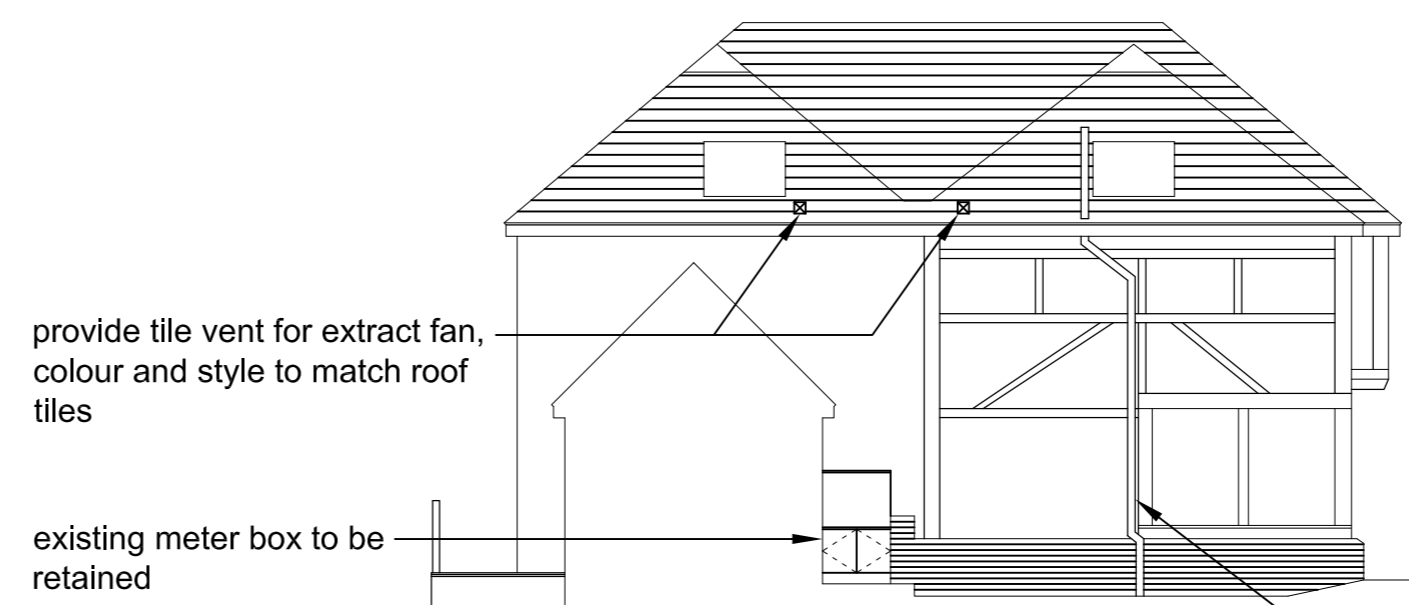 provide tile vent for extract fan,
colour and style to match roof
tiles
existing meter box to be
retained